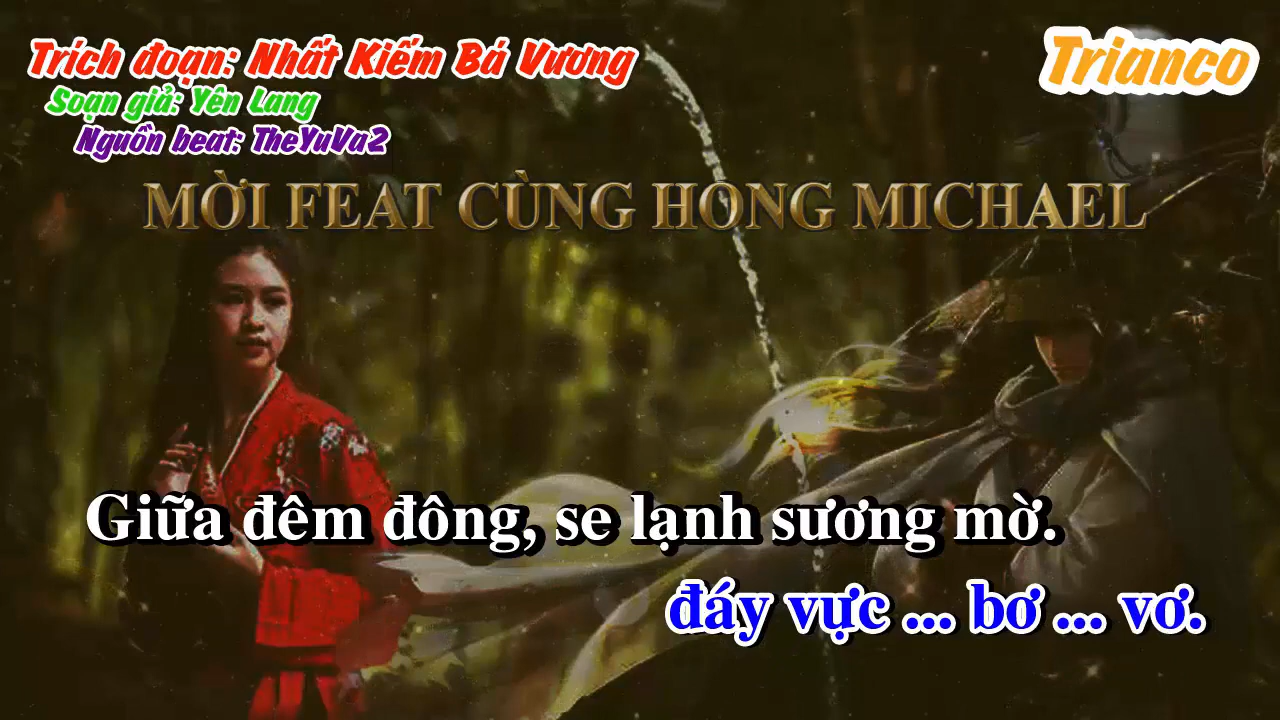 Trích đoạn: Nhất Kiếm Bá Vương
Trianco
Soạn giả: Yên Lang
Nguồn beat: TheYuVa2
MỜI FEAT CÙNG HONG MICHAEL
Giữa đêm đông, se lạnh sương mờ.
đáy vực ... bơ ... vơ.